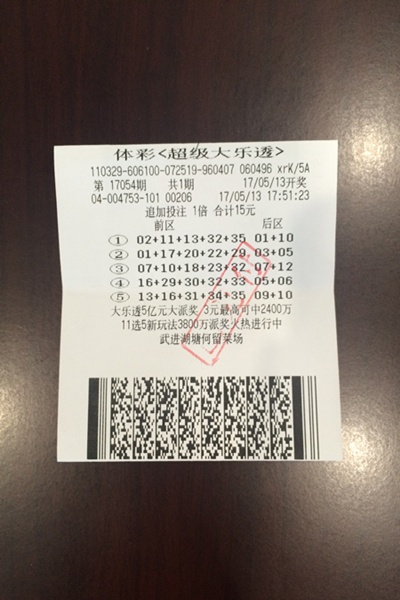 体彩<超级大乐透>
110329-606100-072519-960407 060496 xrK/5A
第 17054期 共1期 17/05/13开奖
04-004753-101 00206 17/05/13 17:51:23
追加投注 1倍 合计15元
前区 后区
① 02+11+13+32+35 01+10
② 01+17+20+22+29 03+05
③ 07+10+18+23+32 07+12
④ 16+29+30+32+33 05+06
⑤ 13+16+31+34+35 09+10
大乐透5亿元大派奖，3元最高可中2400万
11选5新玩法3800万派奖火热进行中
武进湖塘何留菜场